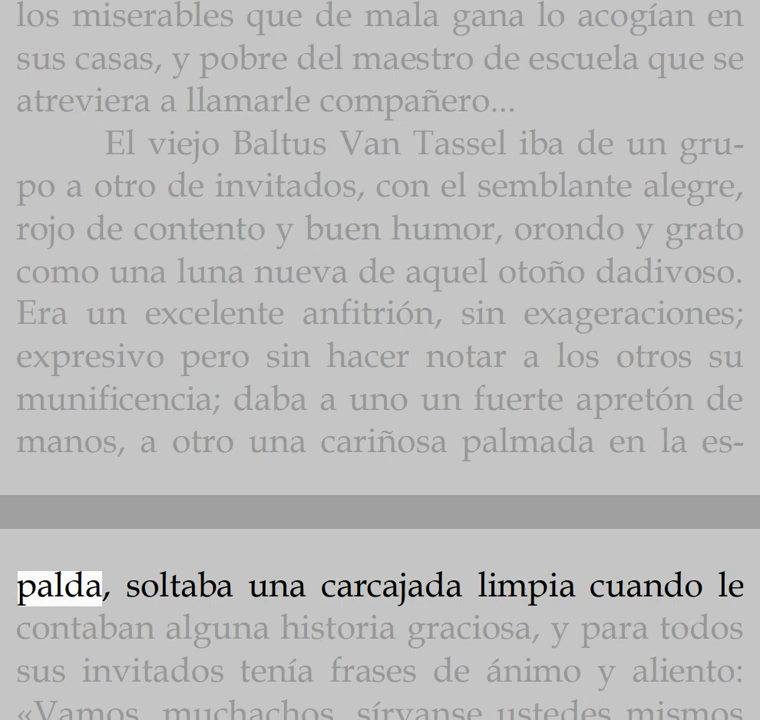 los miserables que de mala gana lo acogían en
sus casas, y pobre del maestro de escuela que se
atreviera a llamarle compañero...
El viejo Baltus Van Tassel iba de un gru-
po a otro de invitados, con el semblante alegre,
rojo de contento y buen humor, orondo y grato
como una luna nueva de aquel otoño dadivoso.
Era un excelente anfitrión, sin exageraciones;
expresivo pero sin hacer notar a los otros su
munificencia; daba a uno un fuerte apretón de
manos, a otro una cariñosa palmada en la es-
palda, soltaba una carcajada limpia cuando le
contaban alguna historia graciosa, y para todos
sus invitados tenía frases de ánimo y aliento:
«Vamos, muchachos, sírvanse ustedes mismos